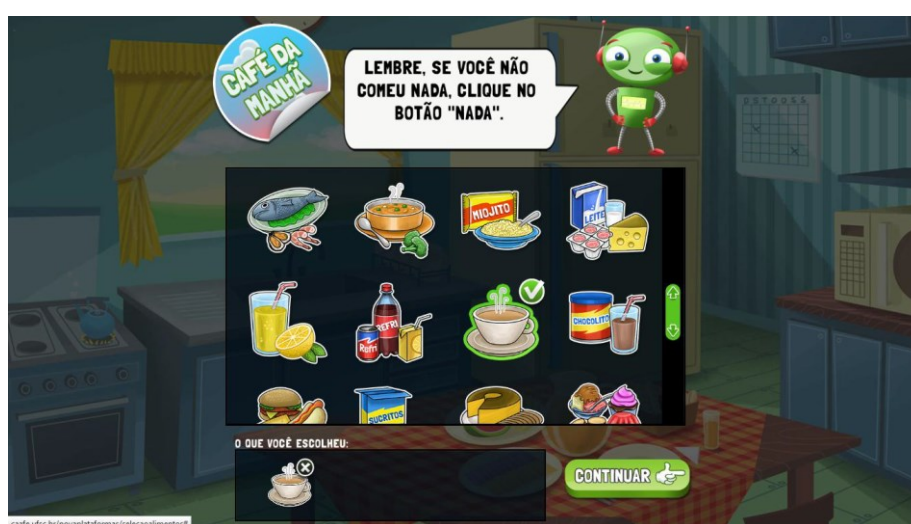 CAFÉ DA
MANHÃ
LEMBRE, SE VOCÊ NÃO
COMEU NADA, CLIQUE NO
BOTÃO "NADA".
D S T Q Q S S
MIOJITO
LEITE
REFRI
Refri
CHOCOLITO
SUCRITOS
O QUE VOCÊ ESCOLHEU:
CONTINUAR